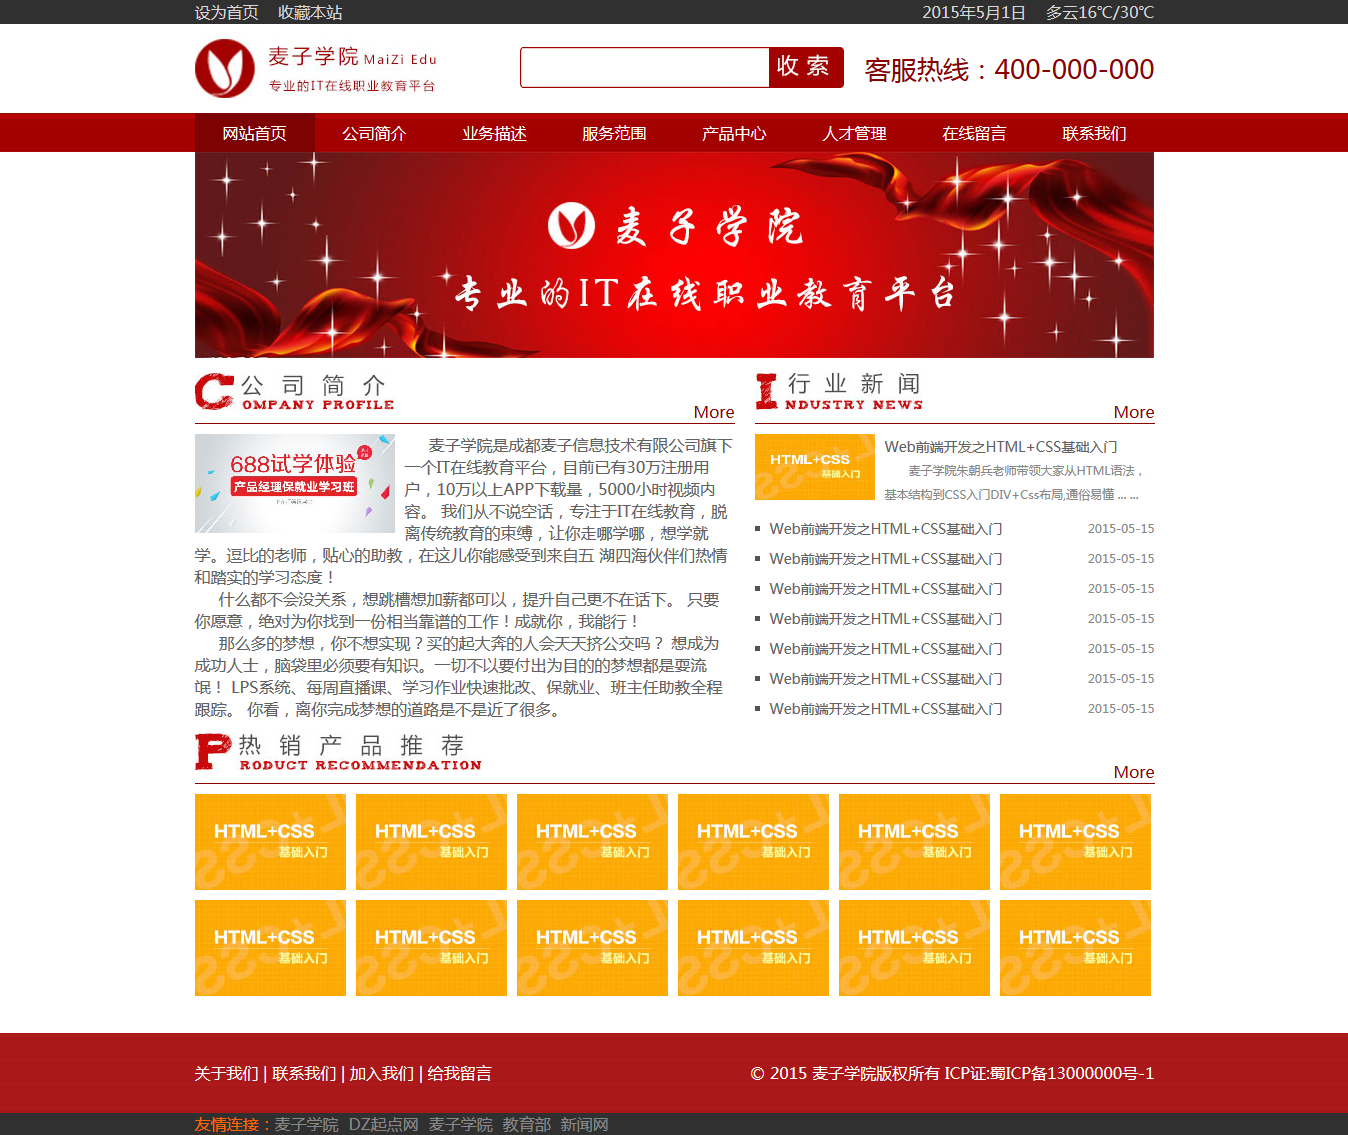 设为首页 收藏本站 2015年5月1日 多云16℃/30℃
麦子学院 MaiZi Edu
专业的IT在线职业教育平台
收 索
客服热线：400-000-000
网站首页 公司简介 业务描述 服务范围 产品中心 人才管理 在线留言 联系我们
麦子学院
专业的IT在线职业教育平台
公司简介
COMPANY PROFILE
More
688试学体验
产品经理保就业学习班
麦子学院是成都麦子信息技术有限公司旗下
一个IT在线教育平台，目前已有30万注册用
户，10万以上APP下载量，5000小时视频内
容。 我们从不说空话，专注于IT在线教育，脱
离传统教育的束缚，让你走哪学哪，想学就
学。逗比的老师，贴心的助教，在这儿你能感受到来自五 湖四海伙伴们热情
和踏实的学习态度！
什么都不会没关系，想跳槽想加薪都可以，提升自己更不在话下。 只要
你愿意，绝对为你找到一份相当靠谱的工作！成就你，我能行！
那么多的梦想，你不想实现？买的起大奔的人会天天挤公交吗？ 想成为
成功人士，脑袋里必须要有知识。一切不以要付出为目的的梦想都是耍流
氓！ LPS系统、每周直播课、学习作业快速批改、保就业、班主任助教全程
跟踪。 你看，离你完成梦想的道路是不是近了很多。
行业新闻
INDUSTRY NEWS
More
HTML+CSS
基础入门
Web前端开发之HTML+CSS基础入门
麦子学院朱朝兵老师带领大家从HTML语法，
基本结构到CSS入门DIV+Css布局,通俗易懂 ... ...
Web前端开发之HTML+CSS基础入门 2015-05-15
Web前端开发之HTML+CSS基础入门 2015-05-15
Web前端开发之HTML+CSS基础入门 2015-05-15
Web前端开发之HTML+CSS基础入门 2015-05-15
Web前端开发之HTML+CSS基础入门 2015-05-15
Web前端开发之HTML+CSS基础入门 2015-05-15
Web前端开发之HTML+CSS基础入门 2015-05-15
热销产品推荐
PRODUCT RECOMMENDATION
More
HTML+CSS HTML+CSS HTML+CSS HTML+CSS HTML+CSS HTML+CSS
基础入门 基础入门 基础入门 基础入门 基础入门 基础入门
HTML+CSS HTML+CSS HTML+CSS HTML+CSS HTML+CSS HTML+CSS
基础入门 基础入门 基础入门 基础入门 基础入门 基础入门
关于我们 | 联系我们 | 加入我们 | 给我留言 © 2015 麦子学院版权所有 ICP证:蜀ICP备13000000号-1
友情连接：麦子学院 DZ起点网 麦子学院 教育部 新闻网